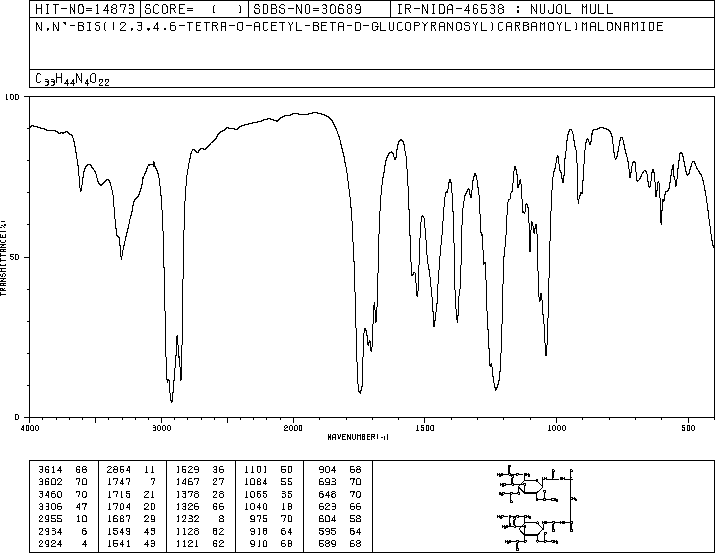 HIT-NO=14873 SCORE= ( ) SDBS-NO=30689 IR-NIDA-46538 : NUJOL MULL
N,N'-BIS((2,3,4,6-TETRA-O-ACETYL-BETA-D-GLUCOPYRANOSYL)CARBAMOYL)MALONAMIDE
C33H44N4O22
100
50
0
TRANSMITTANCE(%)
4000 3000 2000 1500 1000 500
WAVENUMBER(-1)
3614 68 2854 11 1529 36 1101 50 904 58
3602 70 1747 7 1467 27 1084 55 693 70
3460 70 1715 21 1378 28 1065 35 648 70
3306 47 1704 20 1326 66 1040 18 623 66
2955 10 1687 29 1232 8 975 70 604 58
2934 6 1549 49 1128 62 918 64 595 64
2924 4 1541 43 1121 62 910 68 589 68